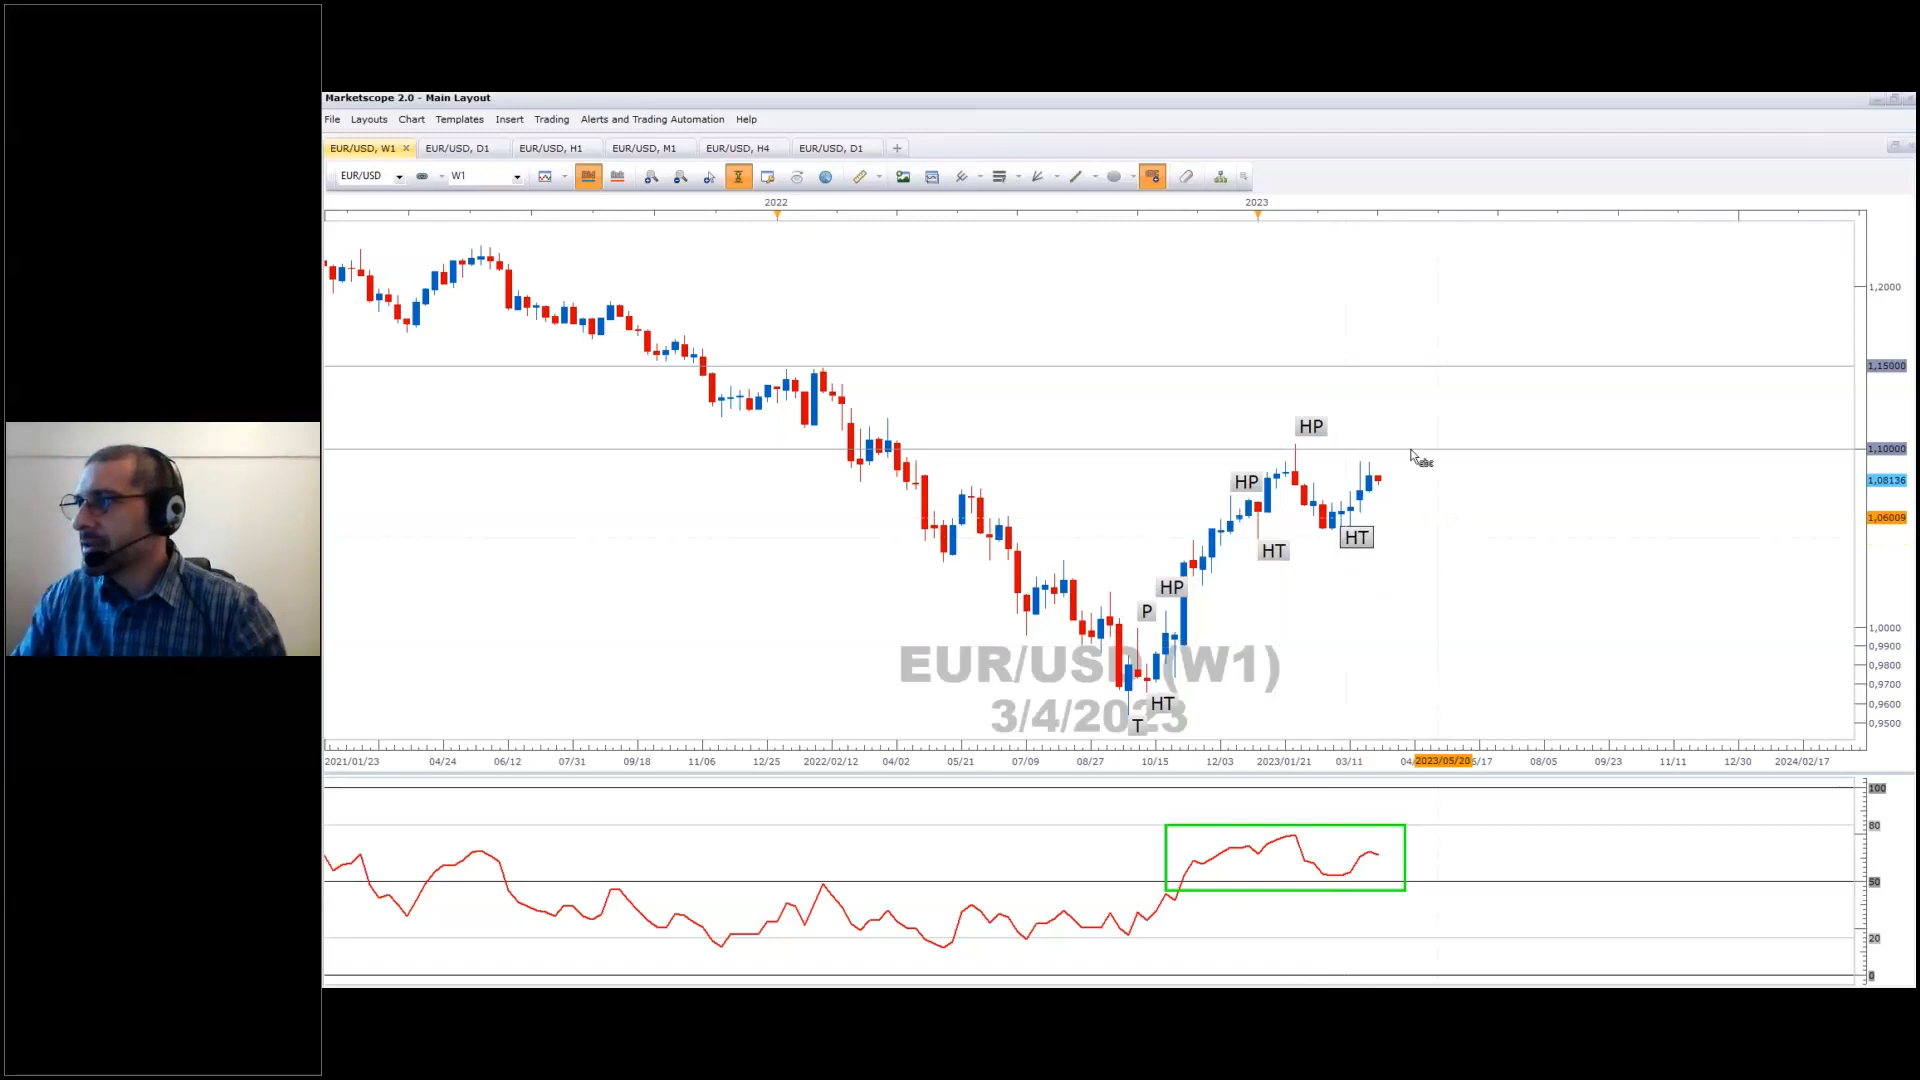 Marketscope 2.0 - Main Layout
File Layouts Chart Templates Insert Trading Alerts and Trading Automation Help
EUR/USD, W1 EUR/USD, D1 EUR/USD, H1 EUR/USD, M1 EUR/USD, H4 EUR/USD, D1
EUR/USD W1
2022 2023
1,2000
1,15000
HP
1,10000
abc
HP
1,08136
1,06009
HT
HT
HP
P
1,0000
0,9900
EUR/USD (W1)
0,9800
0,9700
HT
0,9600
3/4/2023
T
0,9500
2021/01/23 04/24 06/12 07/31 09/18 11/06 12/25 2022/02/12 04/02 05/21 07/09 08/27 10/15 12/03 2023/01/21 03/11 04/ 2023/05/20 6/17 08/05 09/23 11/11 12/30 2024/02/17
100
80
50
20
0